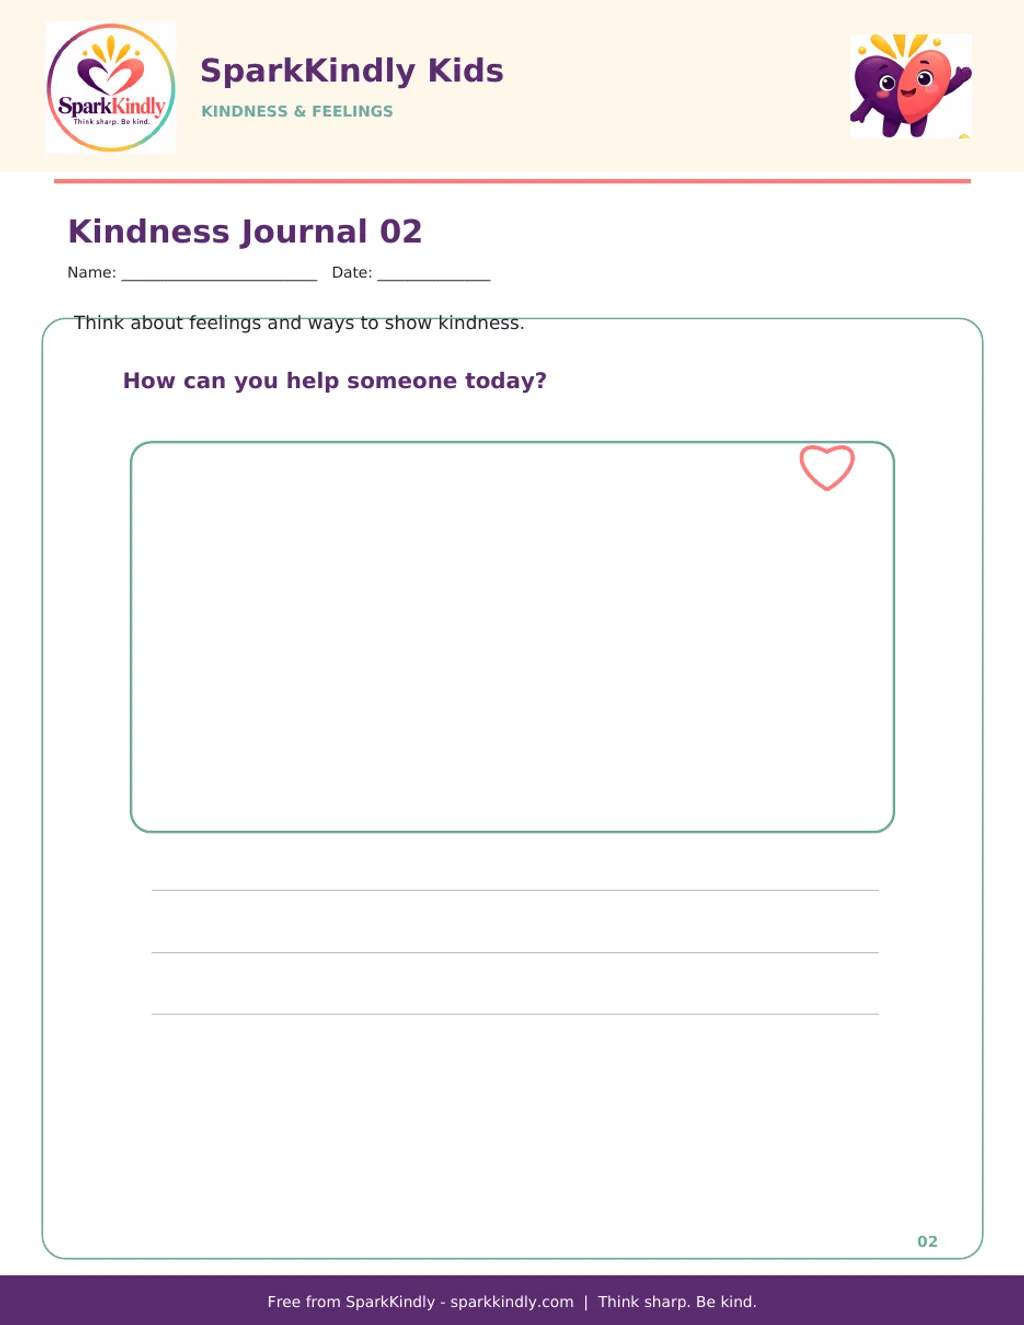 SparkKindly
Think sharp. Be kind.
SparkKindly Kids
KINDNESS & FEELINGS
Kindness Journal 02
Name: __________________________ Date: _______________
Think about feelings and ways to show kindness.
How can you help someone today?
02
Free from SparkKindly - sparkkindly.com | Think sharp. Be kind.